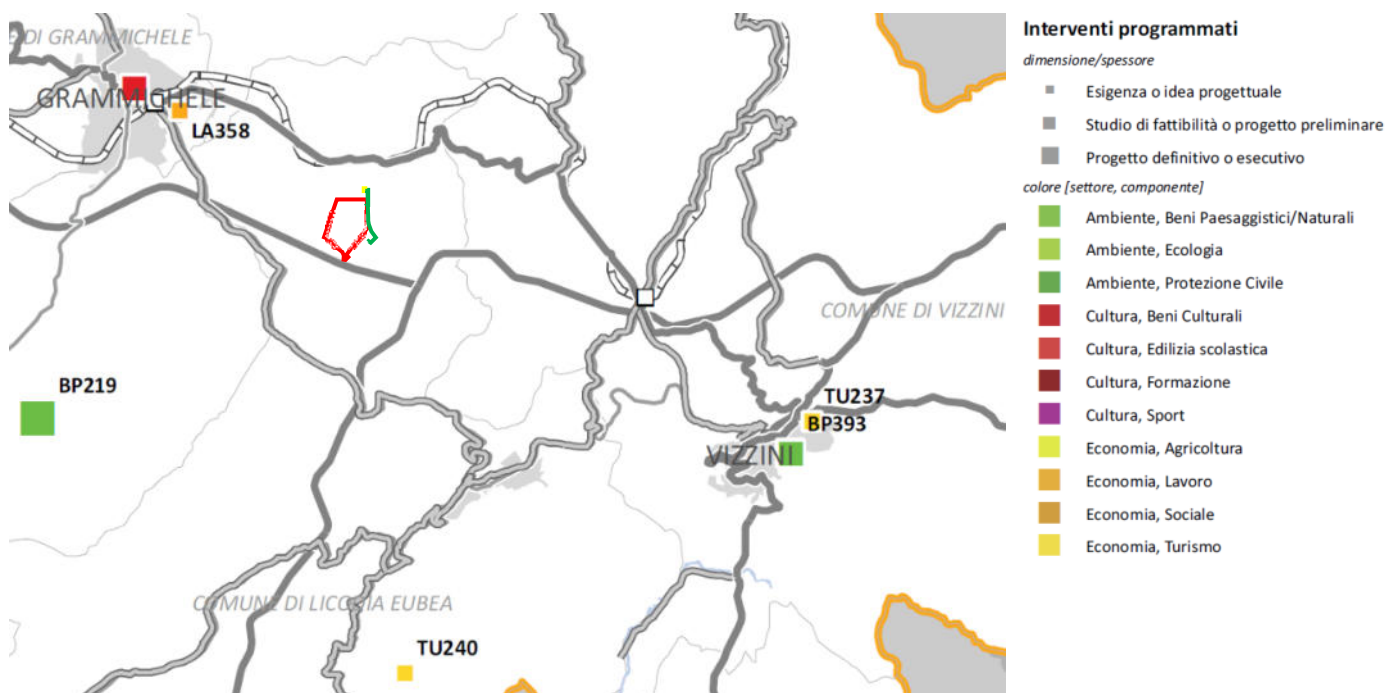 E DI GRAMMICHELE
GRAMMICHELE
LA358
COMUNE DI VIZZINI
BP219
TU237
BP393
VIZZINI
COMUNE DI LICODIA EUBEA
TU240
Interventi programmati
dimensione/spessore
Esigenza o idea progettuale
Studio di fattibilità o progetto preliminare
Progetto definitivo o esecutivo
colore [settore, componente]
Ambiente, Beni Paesaggistici/Naturali
Ambiente, Ecologia
Ambiente, Protezione Civile
Cultura, Beni Culturali
Cultura, Edilizia scolastica
Cultura, Formazione
Cultura, Sport
Economia, Agricoltura
Economia, Lavoro
Economia, Sociale
Economia, Turismo